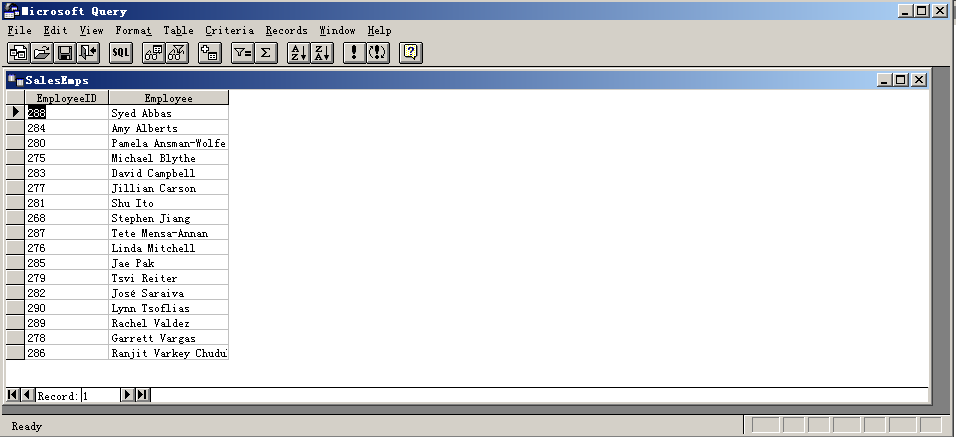 Microsoft Query
File Edit View Format Table Criteria Records Window Help
SQL
SalesEmps
EmployeeID Employee
288 Syed Abbas
284 Amy Alberts
280 Pamela Ansman-Wolfe
275 Michael Blythe
283 David Campbell
277 Jillian Carson
281 Shu Ito
268 Stephen Jiang
287 Tete Mensa-Annan
276 Linda Mitchell
285 Jae Pak
279 Tsvi Reiter
282 José Saraiva
290 Lynn Tsoflias
289 Rachel Valdez
278 Garrett Vargas
286 Ranjit Varkey Chudu
Record: 1
Ready